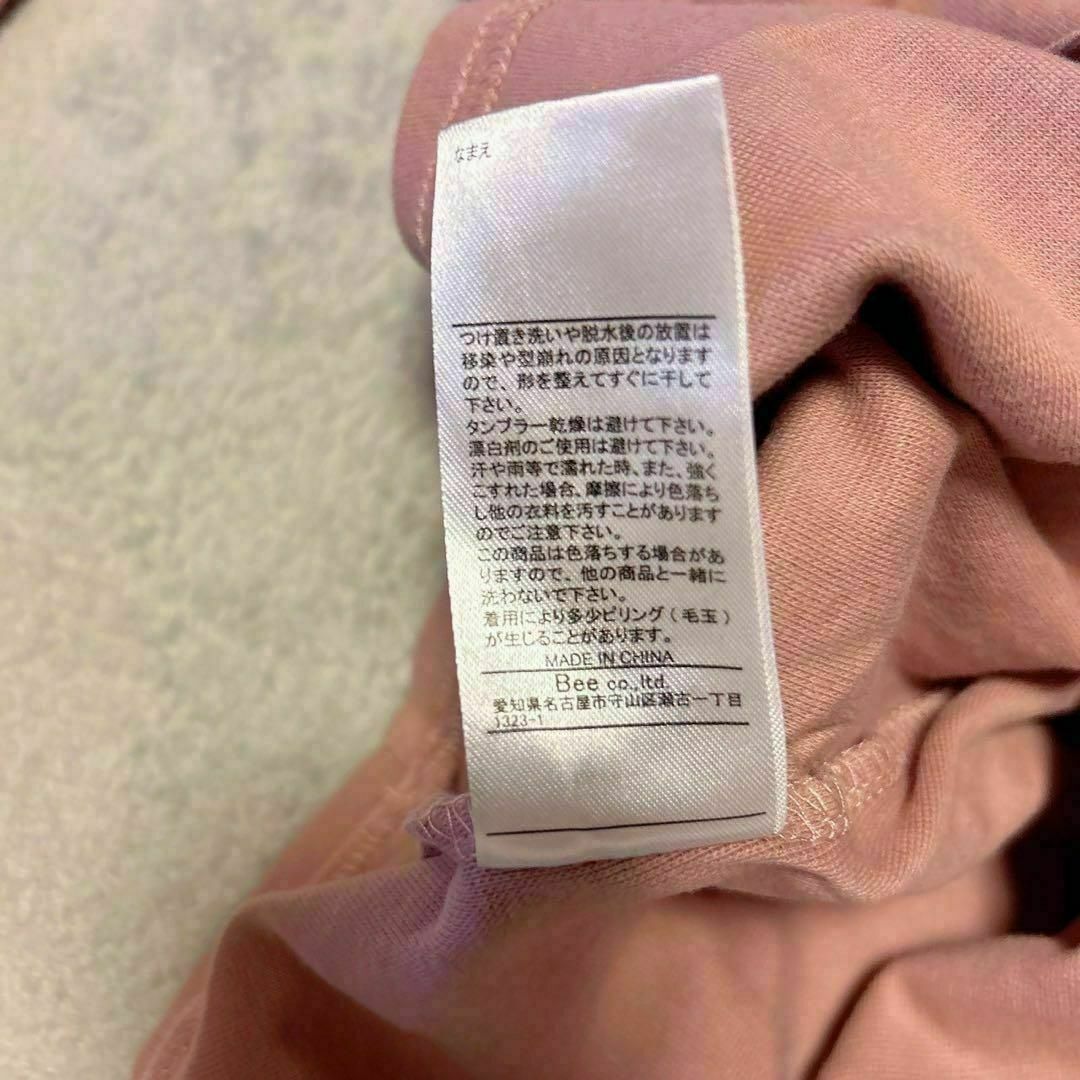 なまえ
つけ置き洗いや脱水後の放置は
移染や型崩れの原因となります
ので、形を整えてすぐに干して
下さい。
タンブラー乾燥は避けて下さい。
漂白剤のご使用は避けて下さい。
汗や雨等で濡れた時、また、強く
こすれた場合、摩擦により色落ち
し他の衣料を汚すことがあります
のでご注意下さい。
この商品は色落ちする場合があ
りますので、他の商品と一緒に
洗わないで下さい。
着用により多少ピリング(毛玉)
が生じることがあります。
MADE IN CHINA
Bee co.,ltd.
愛知県名古屋市守山区瀬古一丁目
1323-1